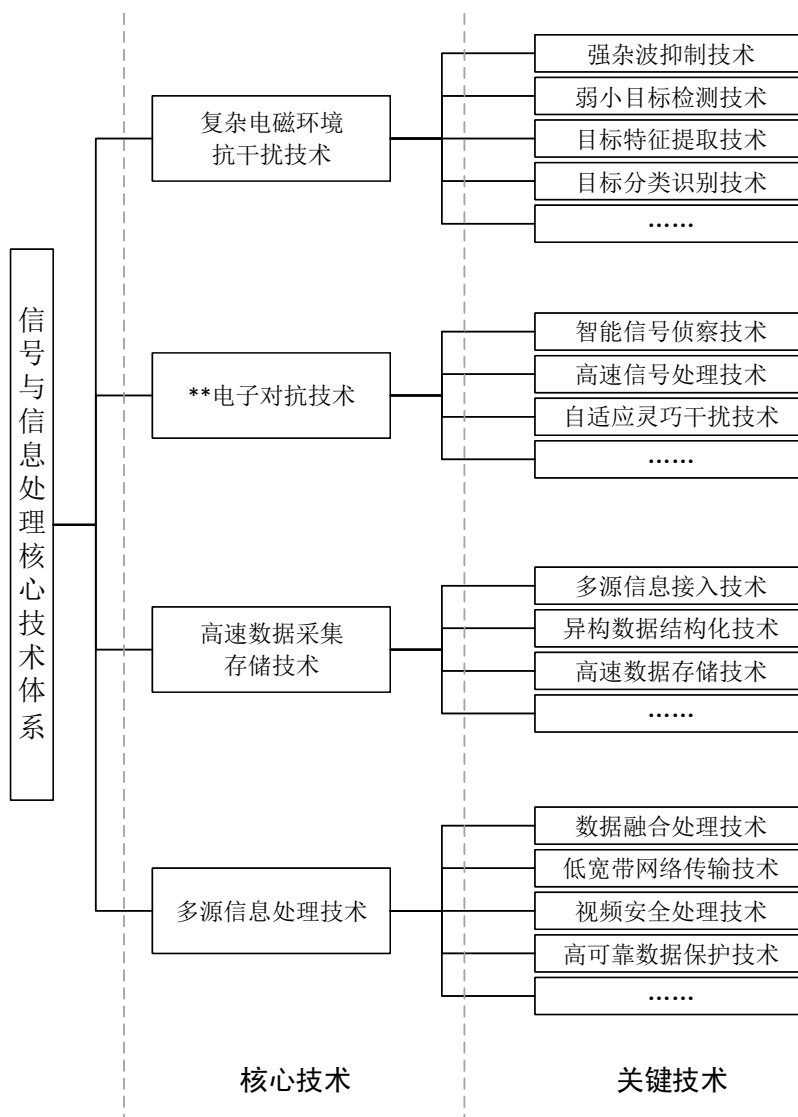 信号与信息处理核心技术体系
复杂电磁环境
抗干扰技术
强杂波抑制技术
弱小目标检测技术
目标特征提取技术
目标分类识别技术
……
**电子对抗技术
智能信号侦察技术
高速信号处理技术
自适应灵巧干扰技术
……
高速数据采集
存储技术
多源信息接入技术
异构数据结构化技术
高速数据存储技术
……
多源信息处理技术
数据融合处理技术
低宽带网络传输技术
视频安全处理技术
高可靠数据保护技术
……
核心技术
关键技术